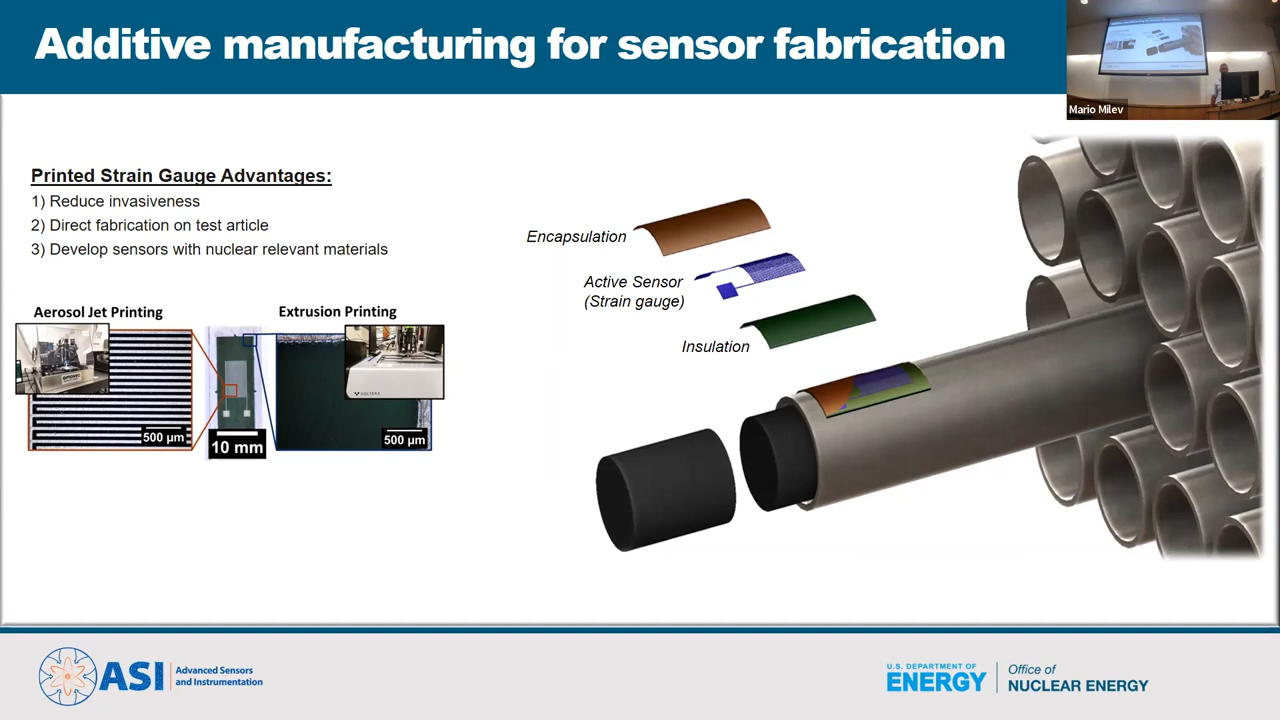 Additive manufacturing for sensor fabrication
Mario Milev
Printed Strain Gauge Advantages:
1) Reduce invasiveness
2) Direct fabrication on test article
3) Develop sensors with nuclear relevant materials
Encapsulation
Active Sensor
(Strain gauge)
Insulation
Aerosol Jet Printing
Extrusion Printing
VOLTERA
500 µm
10 mm
500 µm
ASI
Advanced Sensors
and Instrumentation
U.S. DEPARTMENT OF
ENERGY
Office of
NUCLEAR ENERGY